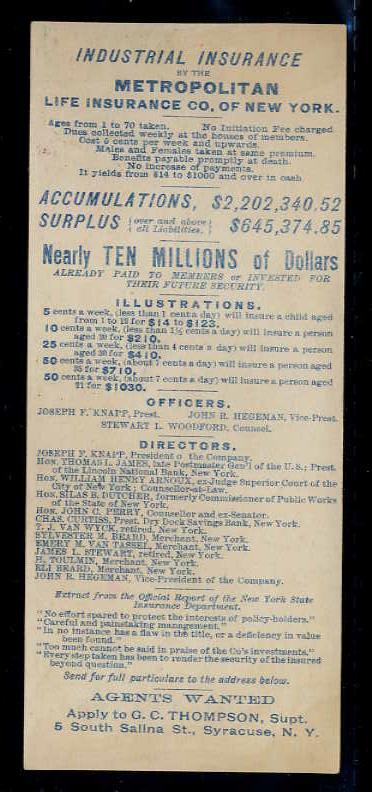 INDUSTRIAL INSURANCE
BY THE
METROPOLITAN
LIFE INSURANCE CO. OF NEW YORK.
Ages from 1 to 70 taken. No Initiation Fee charged
Dues collected weekly at the houses of members.
Cost 5 cents per week and upwards.
Males and Females taken at same premium.
Benefits payable promptly at death.
No increase of payments.
It yields from $14 to $1000 and over in cash
ACCUMULATIONS, $2,202,340.52
SURPLUS {over and above all Liabilities.} $645,374.85
Nearly TEN MILLIONS of Dollars
ALREADY PAID TO MEMBERS or INVESTED FOR
THEIR FUTURE SECURITY.
ILLUSTRATIONS.
5 cents a week, (less than 1 cent a day) will insure a child aged
from 1 to 12 for $14 to $123.
10 cents a week, (less than 1½ cents a day) will insure a person
aged 20 for $210.
25 cents a week, (less than 4 cents a day) will insure a person
aged 30 for $410.
50 cents a week, (about 7 cents a day) will insure a person aged
35 for $710.
50 cents a week, (about 7 cents a day) will insure a person aged
21 for $1030.
OFFICERS.
JOSEPH F. KNAPP, Prest. JOHN R. HEGEMAN, Vice-Prest.
STEWART L. WOODFORD, Counsel.
DIRECTORS.
JOSEPH F. KNAPP, President o the Company.
Hon. THOMAS L. JAMES, late Postmaster Gen'l of the U.S.; Prest.
of the Lincoln National Bank, New York.
Hon. WILLIAM HENRY ARNOUX, ex-Judge Superior Court of the
City of New York; Counsellor-at-Law.
Hon. SILAS B. DUTCHER, formerly Commissioner of Public Works
of the State of New York.
Hon. JOHN C. PERRY, Counsellor and ex-Senator.
CHAR. CURTISS, Prest. Dry Dock Savings Bank, New York.
T. J. VAN WYCK, retired, New York.
SYLVESTER M. BEARD, Merchant, New York.
EMERY M. VAN TASSEL, Merchant, New York.
JAMES L. STEWART, retired, New York.
H. TOULMIN, Merchant, New York.
ELI BEARD, Merchant, New York.
JOHN R. HEGEMAN, Vice-President of the Company.
Extract from the Official Report of the New York State
Insurance Department.
"No effort spared to protect the interests of policy-holders."
"Careful and painstaking management."
"In no instance has a flaw in the title, or a deficiency in value
been found."
"Too much cannot be said in praise of the Co's investments."
"Every step taken has been to render the security of the insured
beyond question."
Send for full particulars to the address below.
AGENTS WANTED
Apply to G. C. THOMPSON, Supt.
5 South Salina St., Syracuse, N. Y.